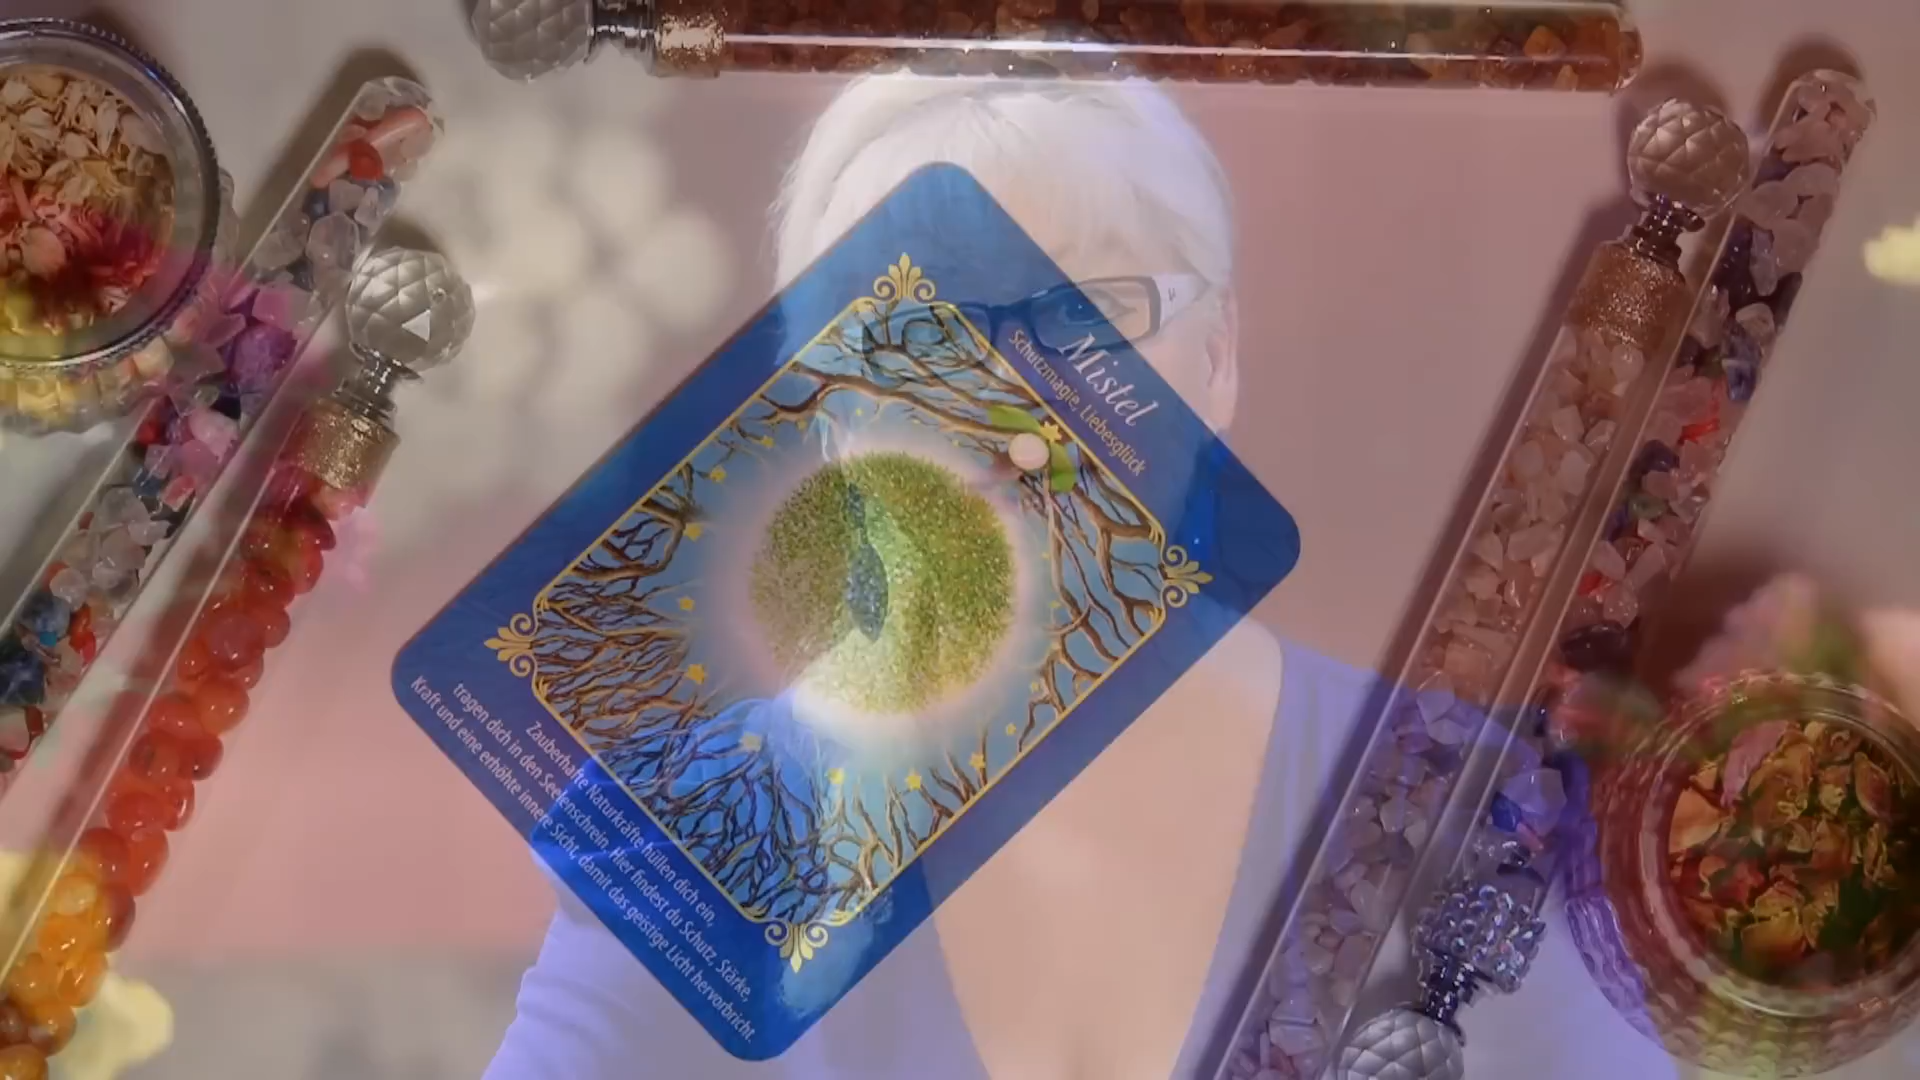 Mistel
Schutzmagie, Liebesglück
Zauberhafte Naturkräfte hüllen dich ein,
tragen dich in den Seelenschrein. Hier findest du Schutz, Stärke,
Kraft und eine erhöhte innere Sicht, damit das geistige Licht hervorbricht.